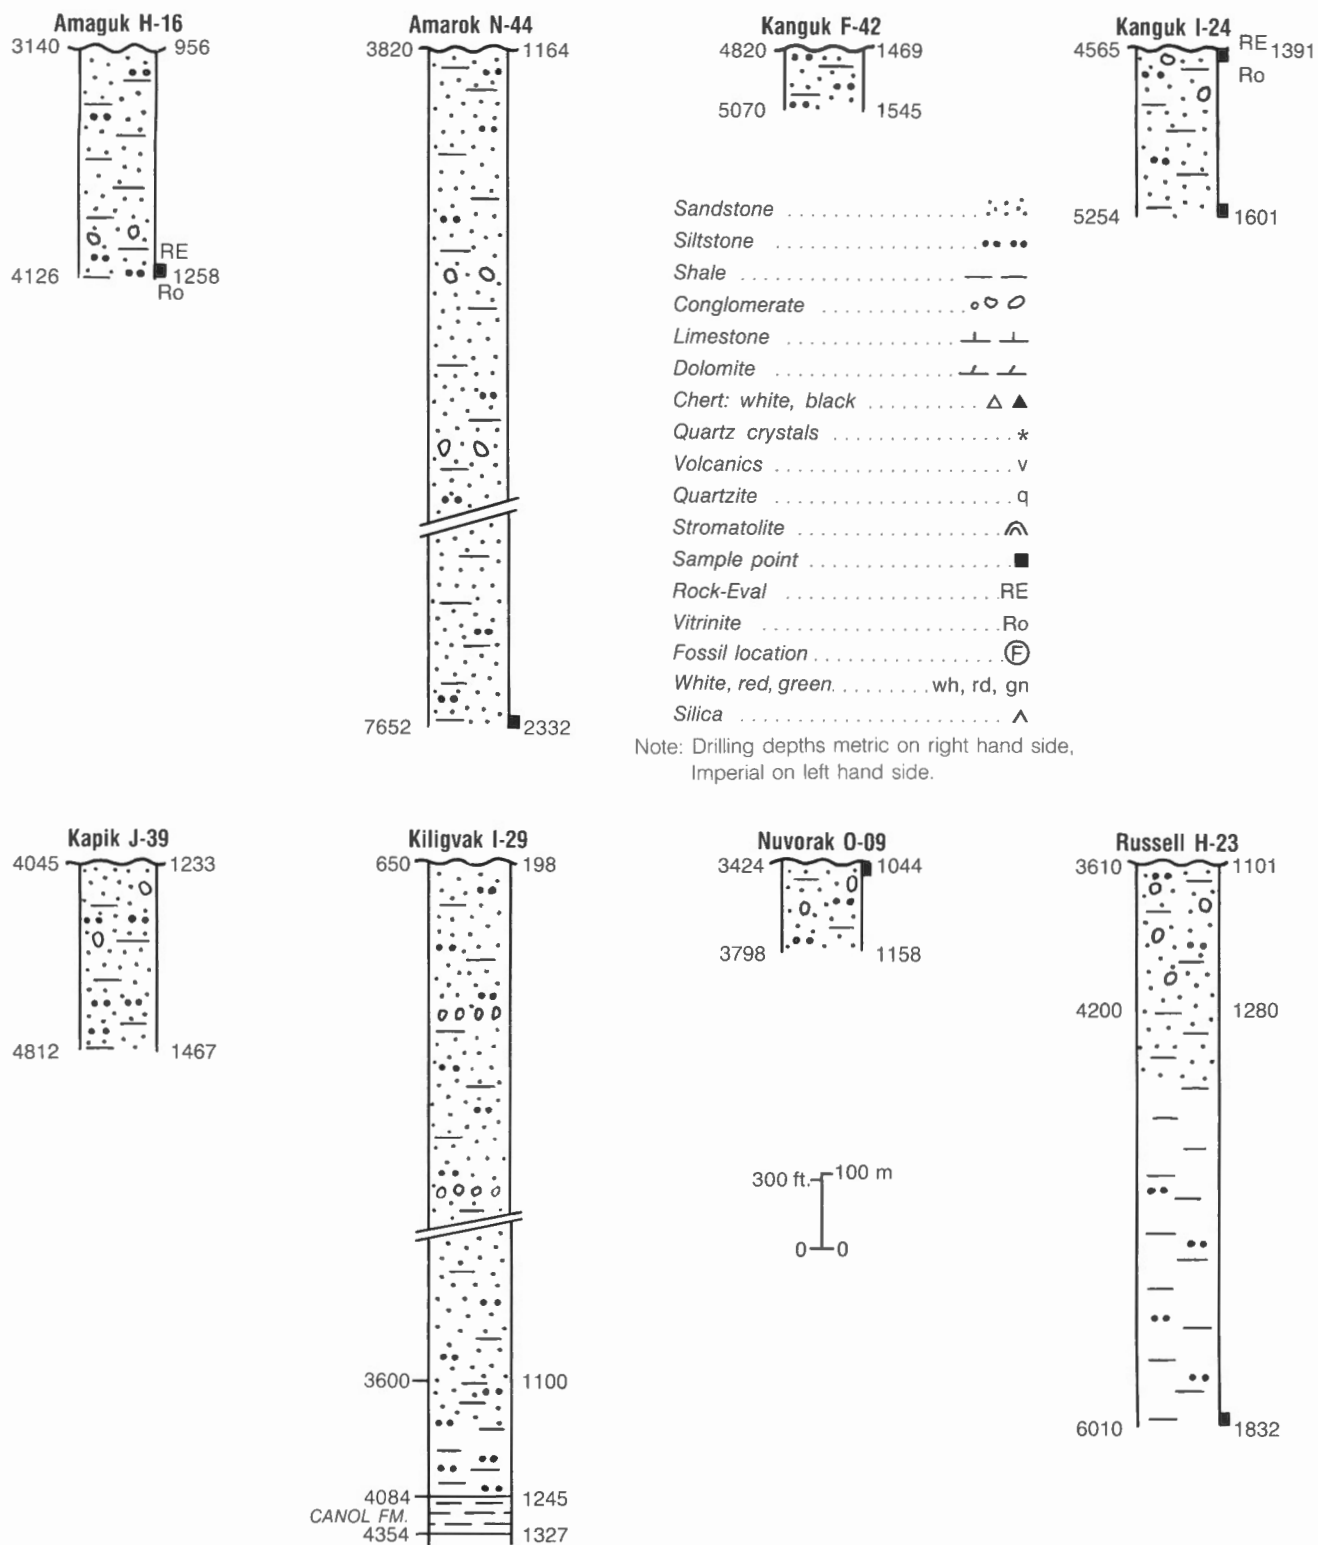 Amaguk H-16
3140 956
RE
4126 1258
Ro
Amarok N-44
3820 1164
7652 2332
Kanguk F-42
4820 1469
5070 1545
Kanguk I-24
4565 RE 1391
Ro
5254 1601
Sandstone
Siltstone
Shale
Conglomerate
Limestone
Dolomite
Chert: white, black
Quartz crystals *
Volcanics v
Quartzite q
Stromatolite
Sample point
Rock-Eval RE
Vitrinite Ro
Fossil location F
White, red, green wh, rd, gn
Silica
Note: Drilling depths metric on right hand side,
Imperial on left hand side.
Kapik J-39
4045 1233
4812 1467
Kiligvak I-29
650 198
3600 1100
4084 1245
CANOL FM.
4354 1327
Nuvorak O-09
3424 1044
3798 1158
300 ft. 100 m
0 0
Russell H-23
3610 1101
4200 1280
6010 1832